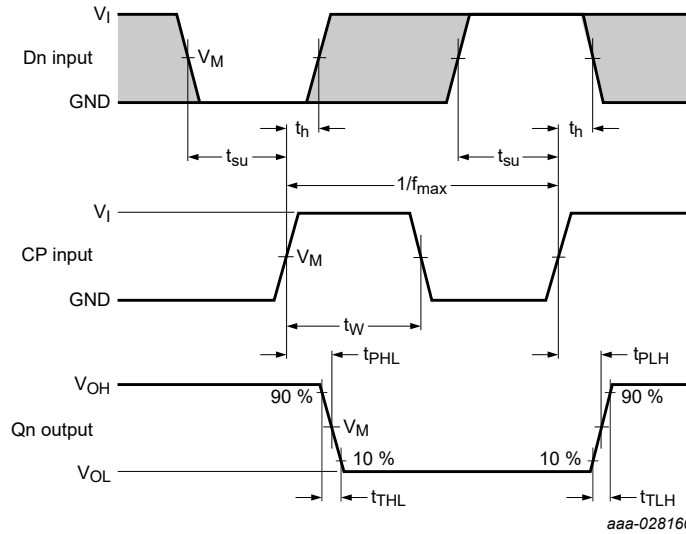 V_I
Dn input
V_M
GND
t_h
t_h
t_su
t_su
1/f_max
V_I
CP input
V_M
GND
t_W
t_PHL
t_PLH
V_OH
90 %
90 %
Qn output
V_M
10 %
10 %
V_OL
t_THL
t_TLH